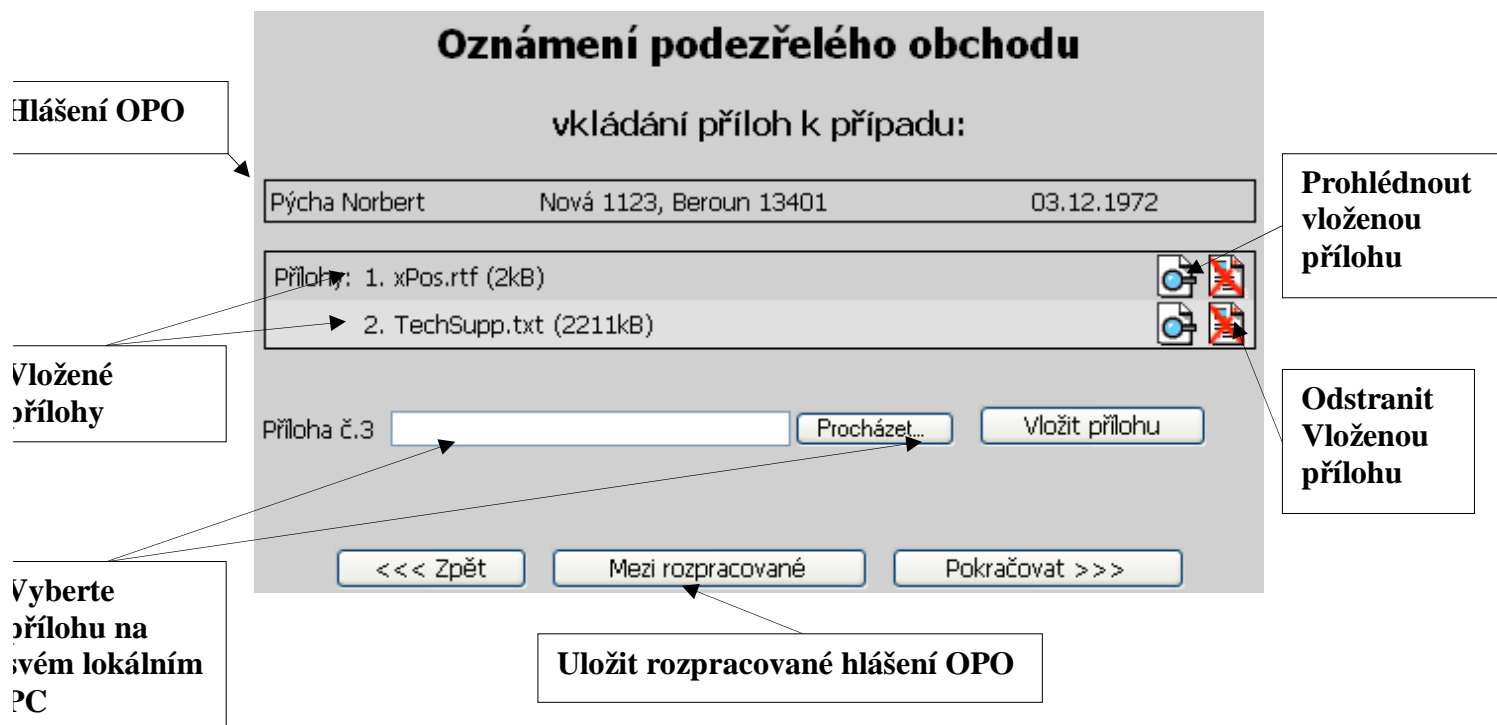 Oznámení podezřelého obchodu
vkládání příloh k případu:
Hlášení OPO
Pýcha Norbert Nová 1123, Beroun 13401 03.12.1972
Prohlédnout
vloženou
přílohu
Přílohy: 1. xPos.rtf (2kB)
2. TechSupp.txt (2211kB)
Vložené
přílohy
Příloha č.3 Procházet... Vložit přílohu
Odstranit
Vloženou
přílohu
<<< Zpět Mezi rozpracované Pokračovat >>>
Vyberte
přílohu na
svém lokálním
PC
Uložit rozpracované hlášení OPO